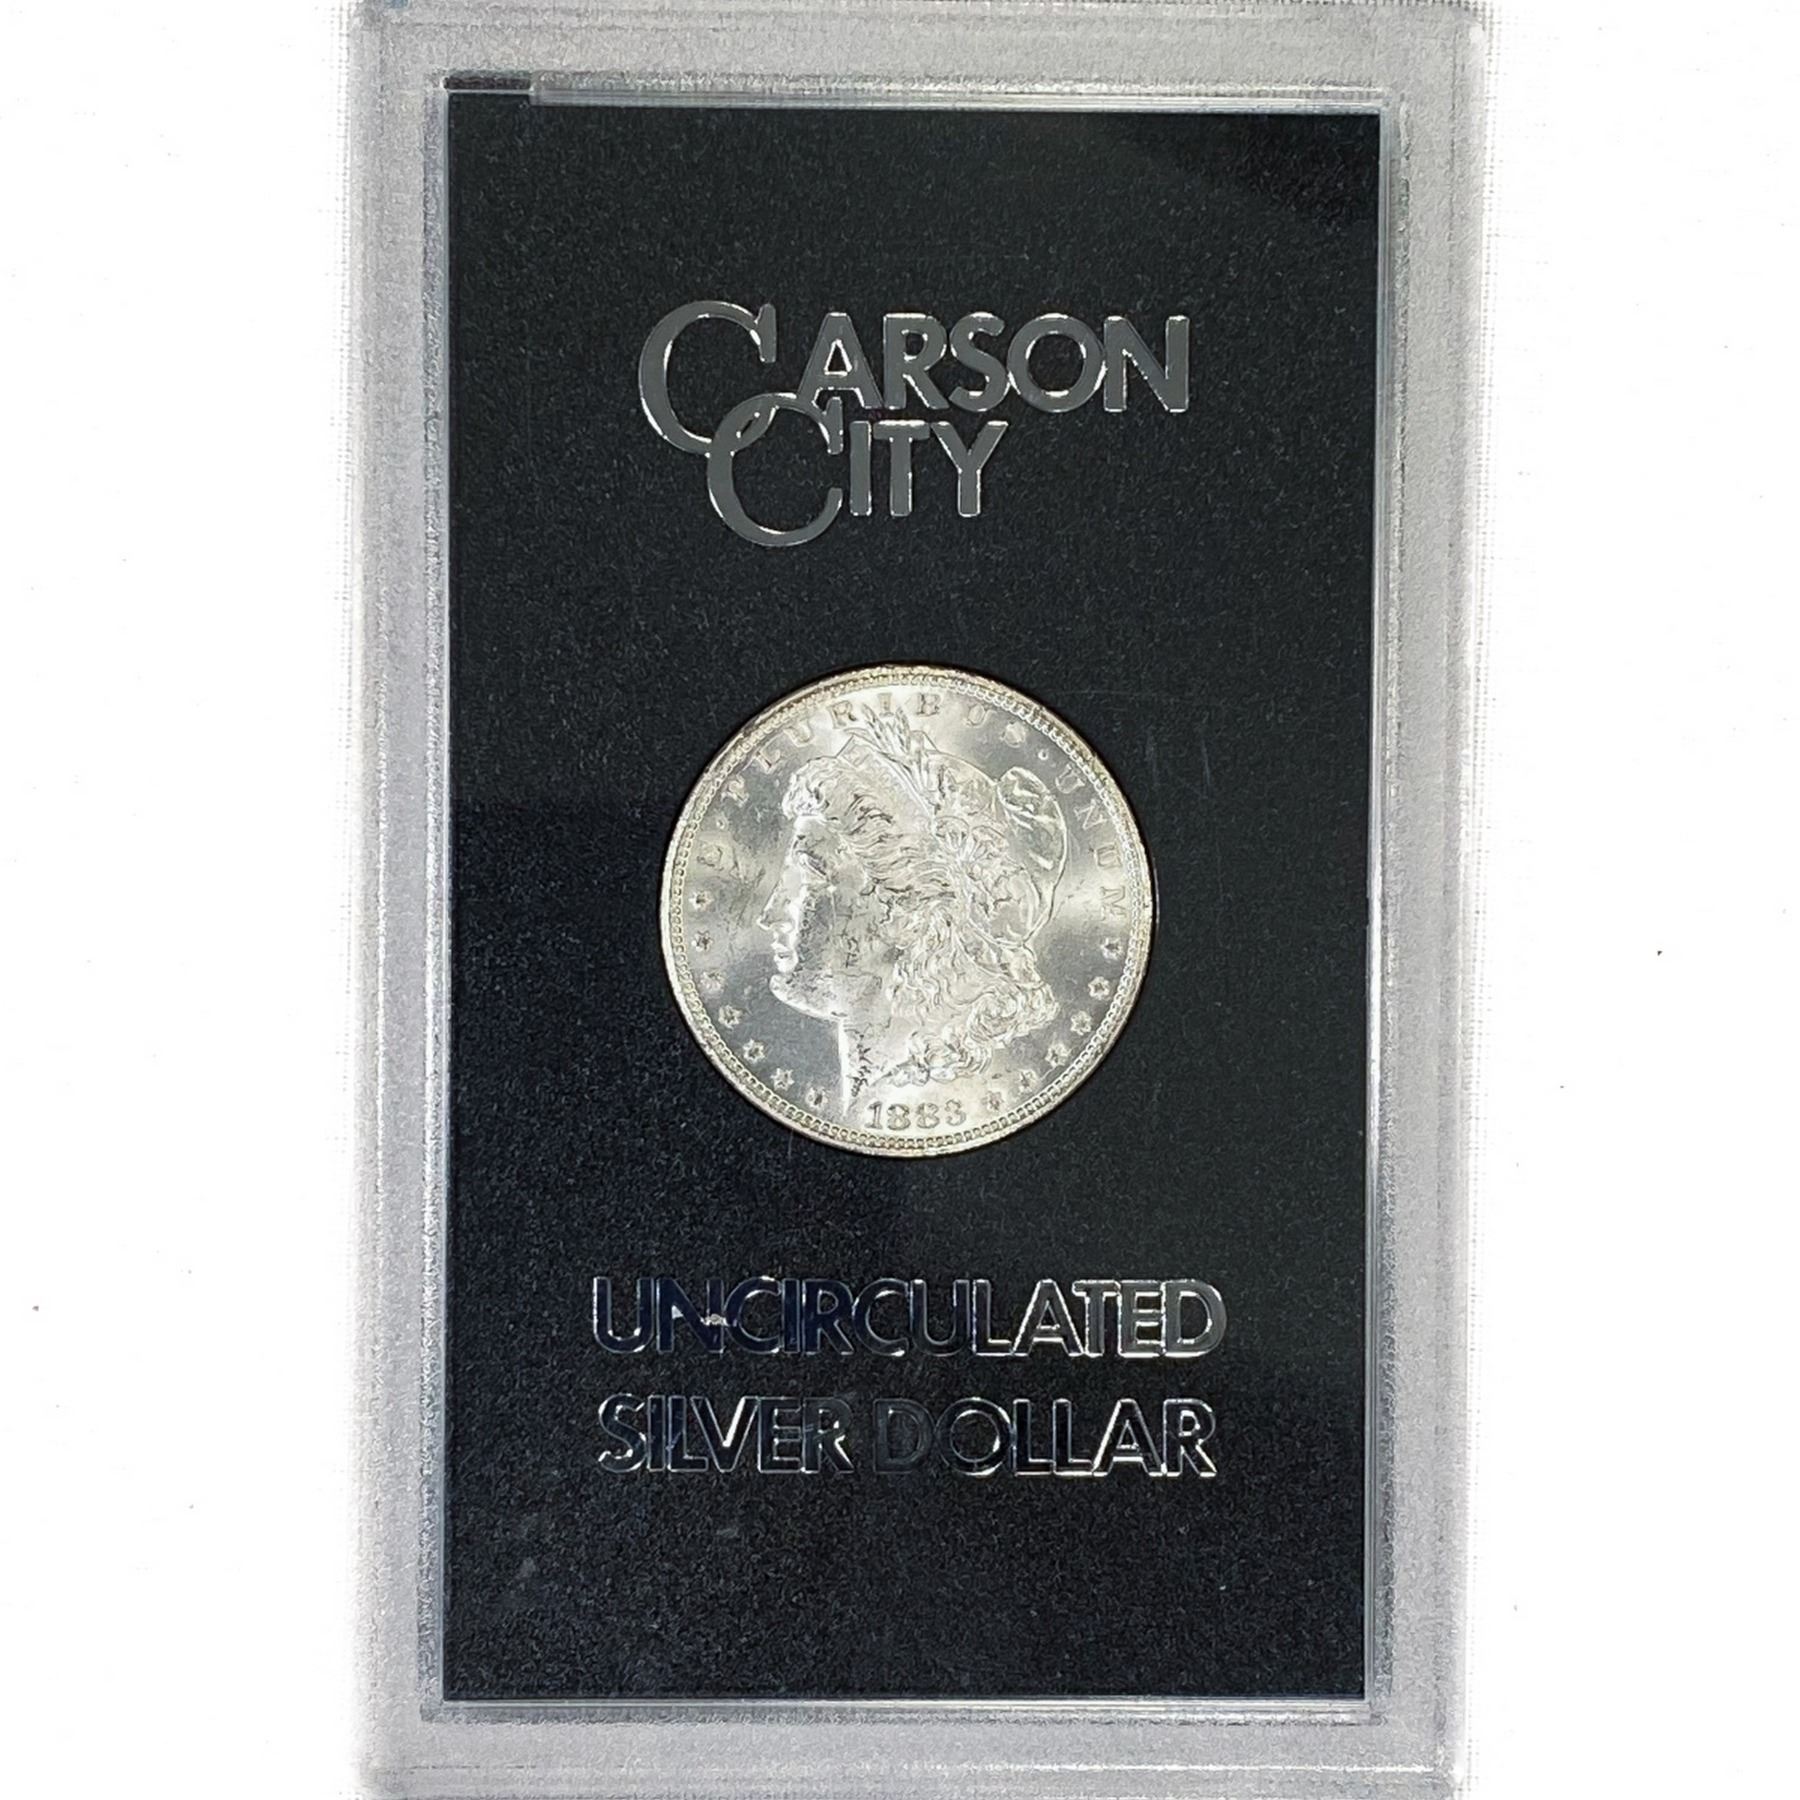 CARSON
CITY
E·PLURIBUS·UNUM
1883
UNCIRCULATED
SILVER DOLLAR